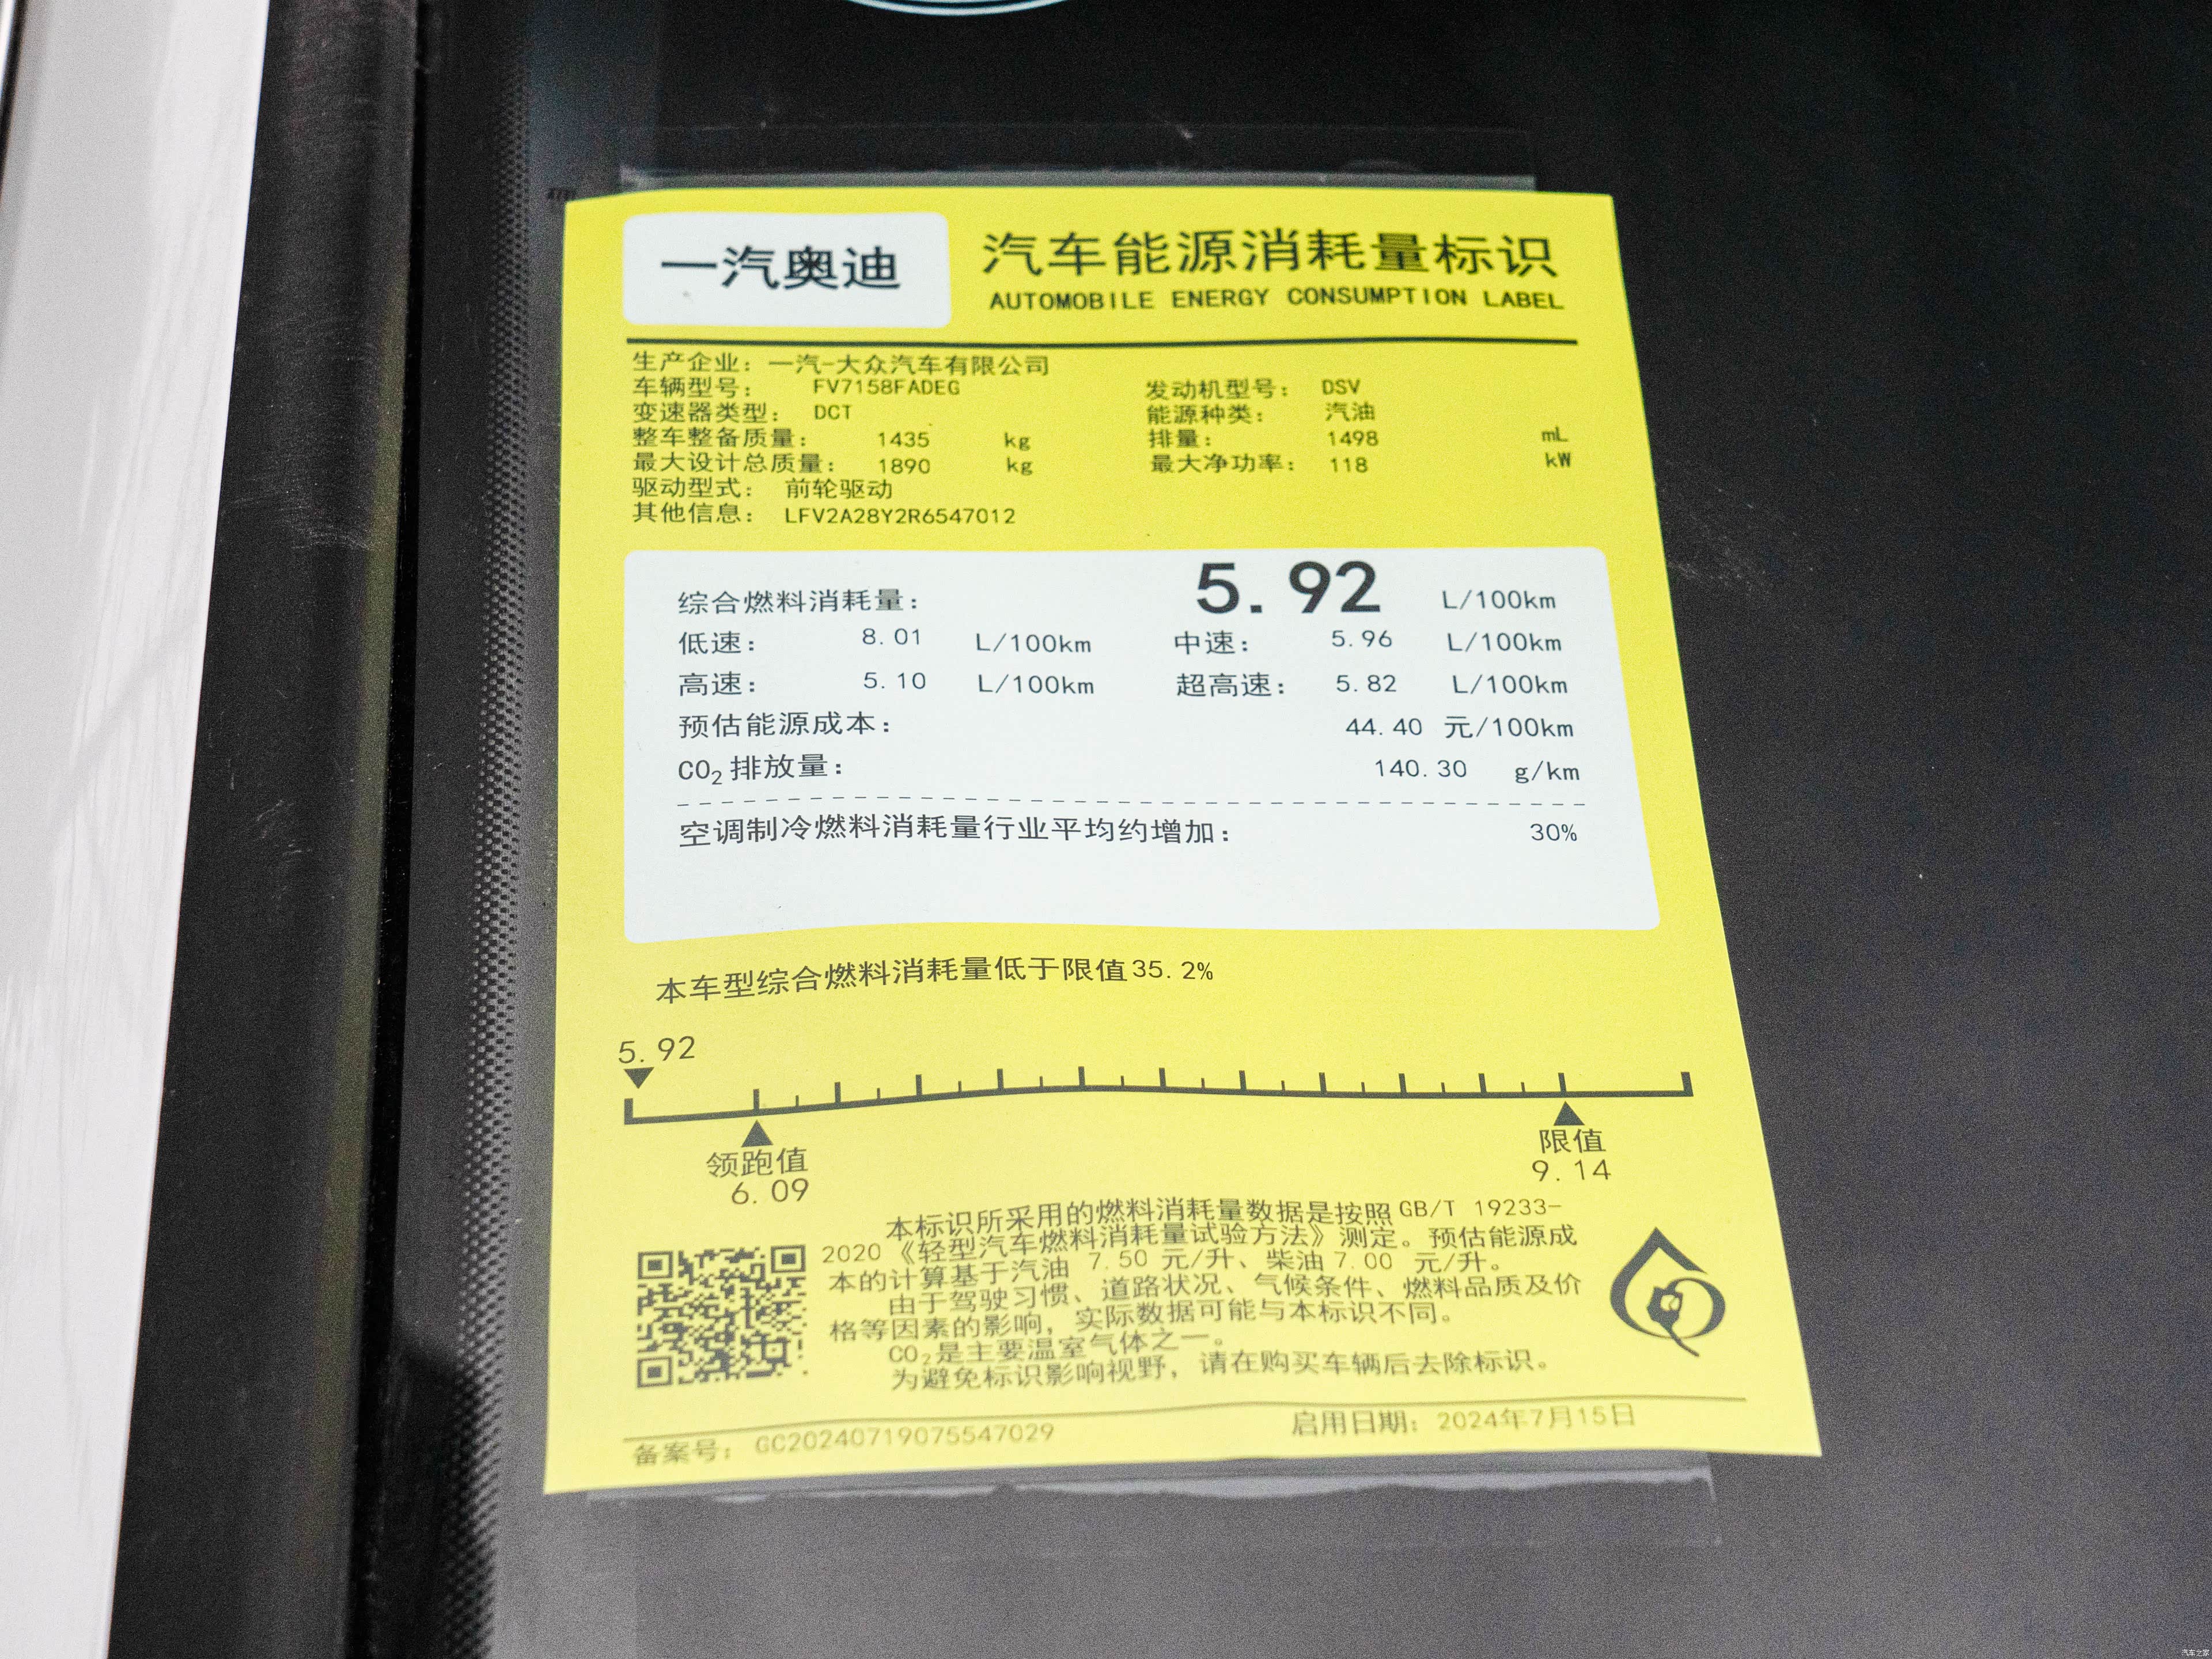 一汽奥迪
汽车能源消耗量标识
AUTOMOBILE ENERGY CONSUMPTION LABEL
生产企业：一汽-大众汽车有限公司
车辆型号： FV7158FADEG 发动机型号： DSV
变速器类型： DCT 能源种类： 汽油
整车整备质量： 1435 kg 排量： 1498 mL
最大设计总质量： 1890 kg 最大净功率： 118 kW
驱动型式： 前轮驱动
其他信息： LFV2A28Y2R6547012
综合燃料消耗量： 5.92 L/100km
低速： 8.01 L/100km 中速： 5.96 L/100km
高速： 5.10 L/100km 超高速： 5.82 L/100km
预估能源成本： 44.40 元/100km
CO₂排放量： 140.30 g/km
空调制冷燃料消耗量行业平均约增加： 30%
本车型综合燃料消耗量低于限值35.2%
5.92
领跑值
6.09
限值
9.14
本标识所采用的燃料消耗量数据是按照GB/T 19233-
2020《轻型汽车燃料消耗量试验方法》测定。预估能源成
本的计算基于汽油 7.50 元/升、柴油 7.00 元/升。
由于驾驶习惯、道路状况、气候条件、燃料品质及价
格等因素的影响，实际数据可能与本标识不同。
CO₂是主要温室气体之一。
为避免标识影响视野，请在购买车辆后去除标识。
备案号： GC20240719075547029 启用日期： 2024年7月15日
汽车之家